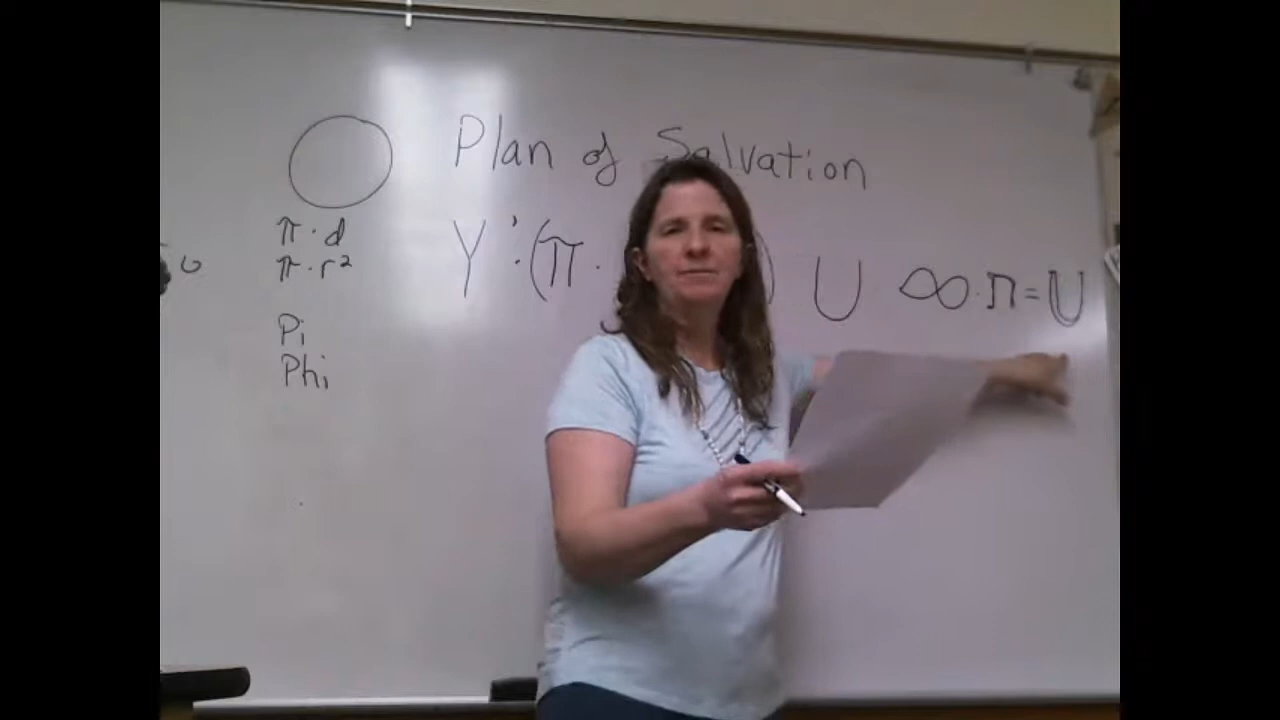 Plan of Salvation
π · d
π · r²
Y ' : (π · ) U ∞ · π = U
Pi
Phi